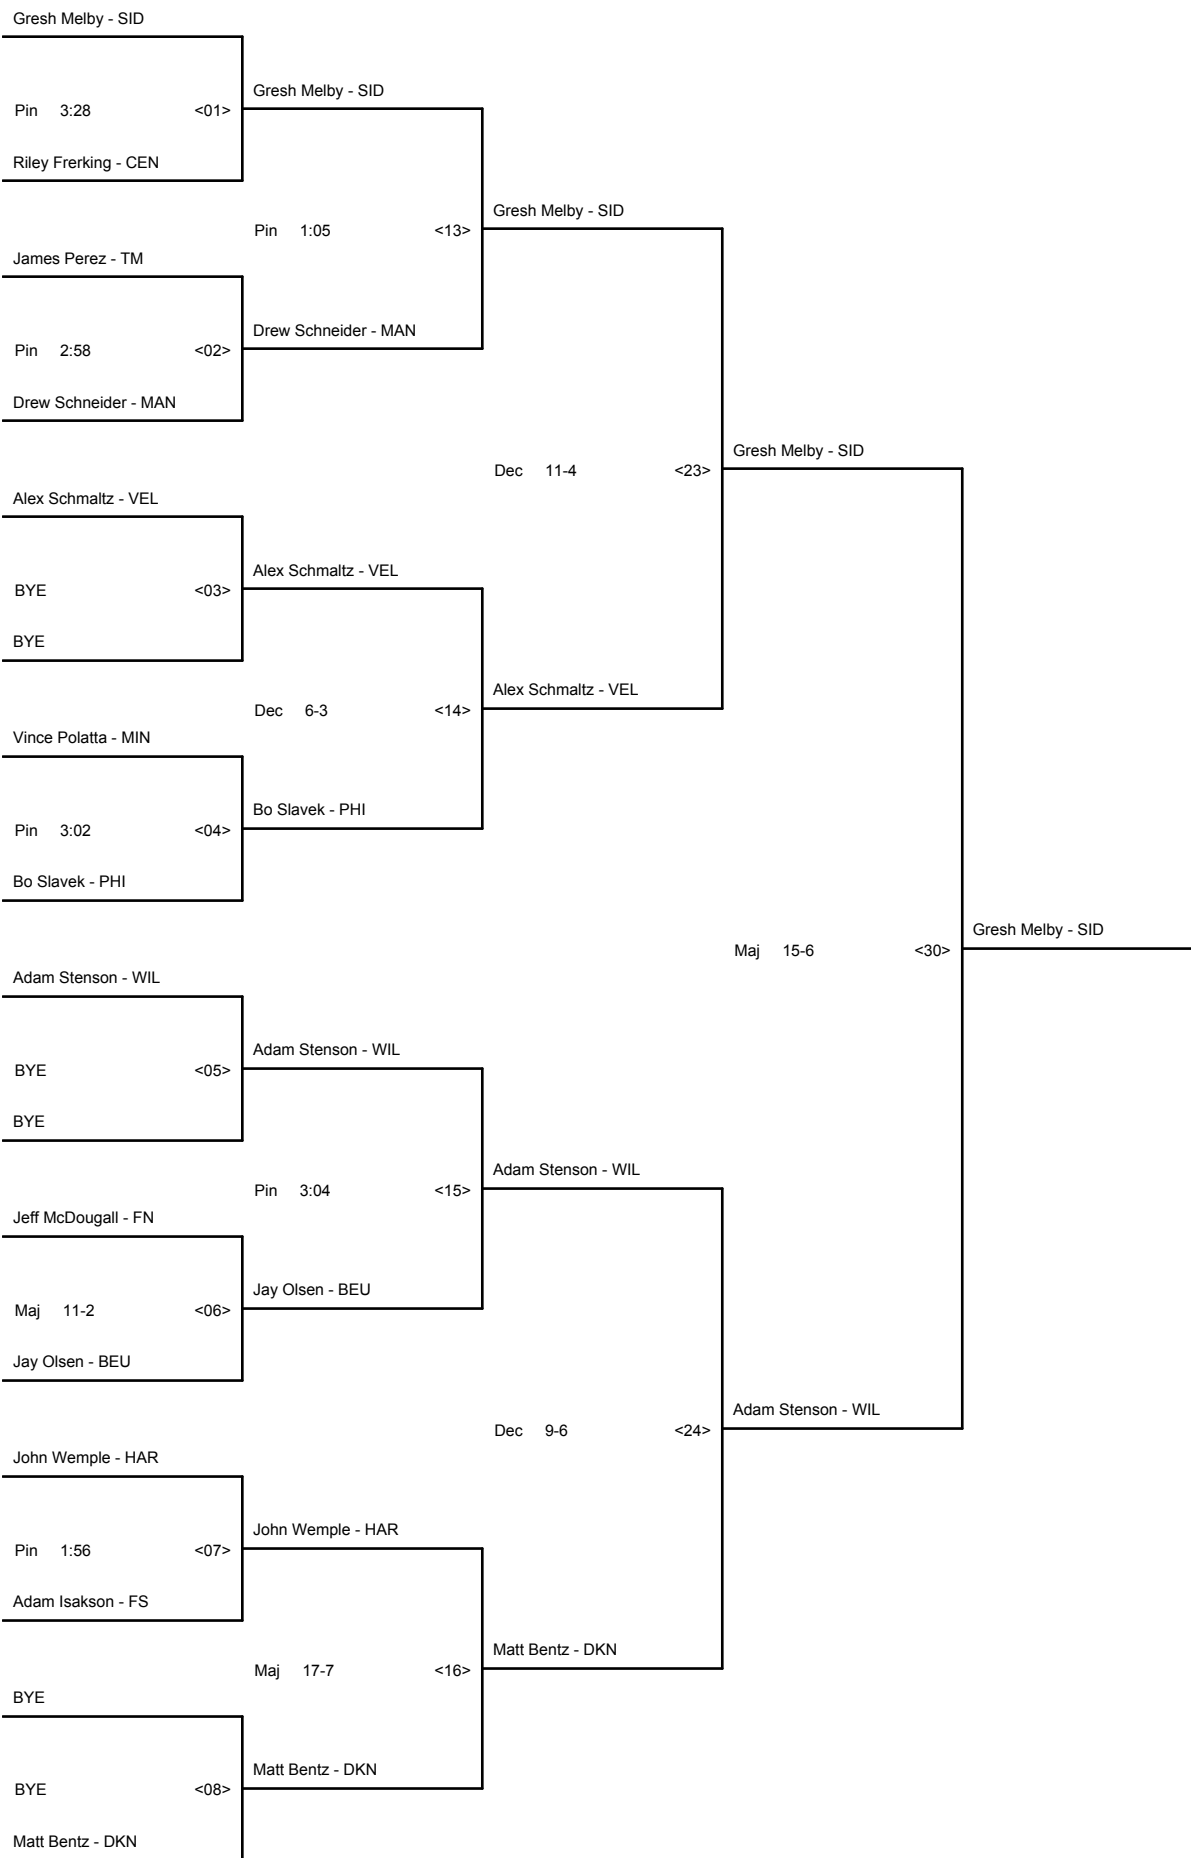 Gresh Melby - SID
Gresh Melby - SID
Pin 3:28 <01>
Riley Frerking - CEN
Gresh Melby - SID
Pin 1:05 <13>
James Perez - TM
Drew Schneider - MAN
Pin 2:58 <02>
Drew Schneider - MAN
Gresh Melby - SID
Dec 11-4 <23>
Alex Schmaltz - VEL
Alex Schmaltz - VEL
BYE <03>
BYE
Alex Schmaltz - VEL
Dec 6-3 <14>
Vince Polatta - MIN
Bo Slavek - PHI
Pin 3:02 <04>
Bo Slavek - PHI
Gresh Melby - SID
Maj 15-6 <30>
Adam Stenson - WIL
Adam Stenson - WIL
BYE <05>
BYE
Adam Stenson - WIL
Pin 3:04 <15>
Jeff McDougall - FN
Jay Olsen - BEU
Maj 11-2 <06>
Jay Olsen - BEU
Adam Stenson - WIL
Dec 9-6 <24>
John Wemple - HAR
John Wemple - HAR
Pin 1:56 <07>
Adam Isakson - FS
Matt Bentz - DKN
Maj 17-7 <16>
BYE
Matt Bentz - DKN
BYE <08>
Matt Bentz - DKN